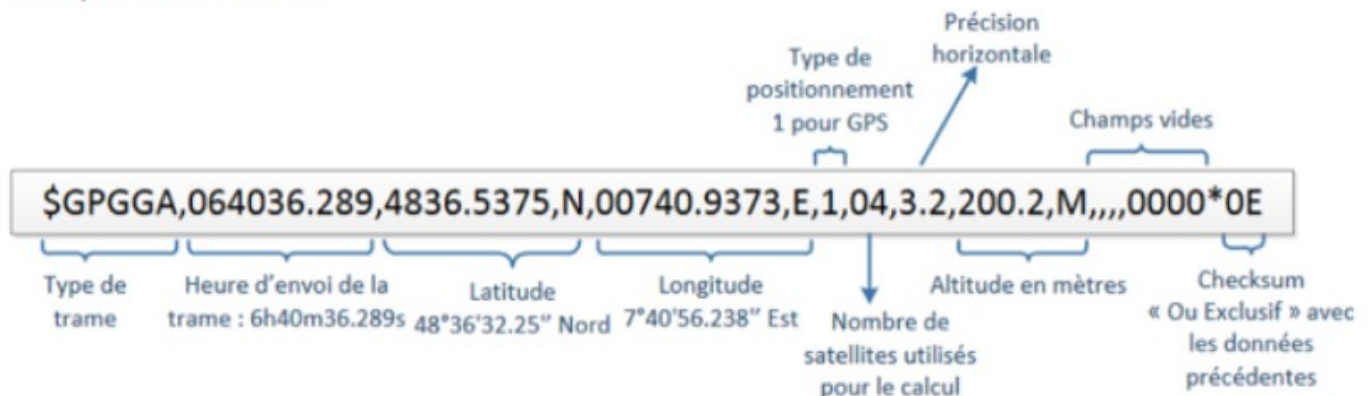 Précision
horizontale
Type de
positionnement
1 pour GPS
Champs vides
$GPGGA,064036.289,4836.5375,N,00740.9373,E,1,04,3.2,200.2,M,,,,0000*0E
Type de
trame
Heure d'envoi de la
trame : 6h40m36.289s
Latitude
48°36'32.25" Nord
Longitude
7°40'56.238" Est
Nombre de
satellites utilisés
pour le calcul
Altitude en mètres
Checksum
« Ou Exclusif » avec
les données
précédentes